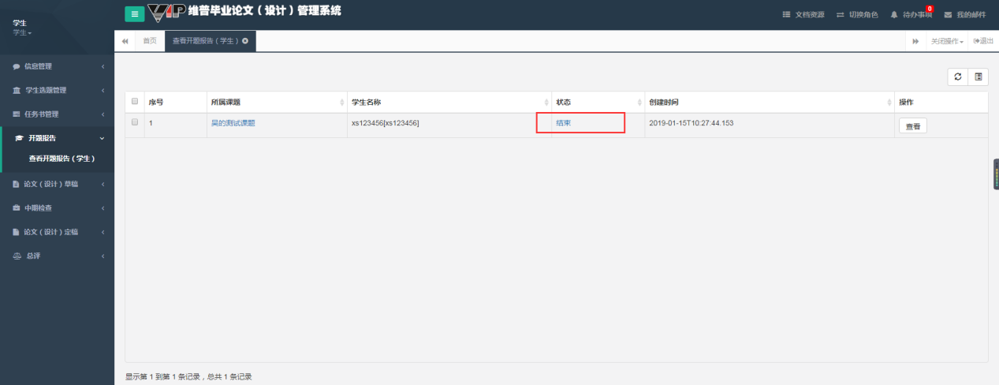 学生
学生
VIP 维普毕业论文（设计）管理系统
文档资源 切换角色 待办事项 0 我的邮件
首页 查看开题报告（学生） 关闭操作 退出
信息管理
学生选题管理
任务书管理
开题报告
查看开题报告（学生）
论文（设计）草稿
中期检查
论文（设计）定稿
总评
序号 所属课题 学生名称 状态 创建时间 操作
1 吴的测试课题 xs123456[xs123456] 结束 2019-01-15T10:27:44.153 查看
显示第 1 到第 1 条记录，总共 1 条记录